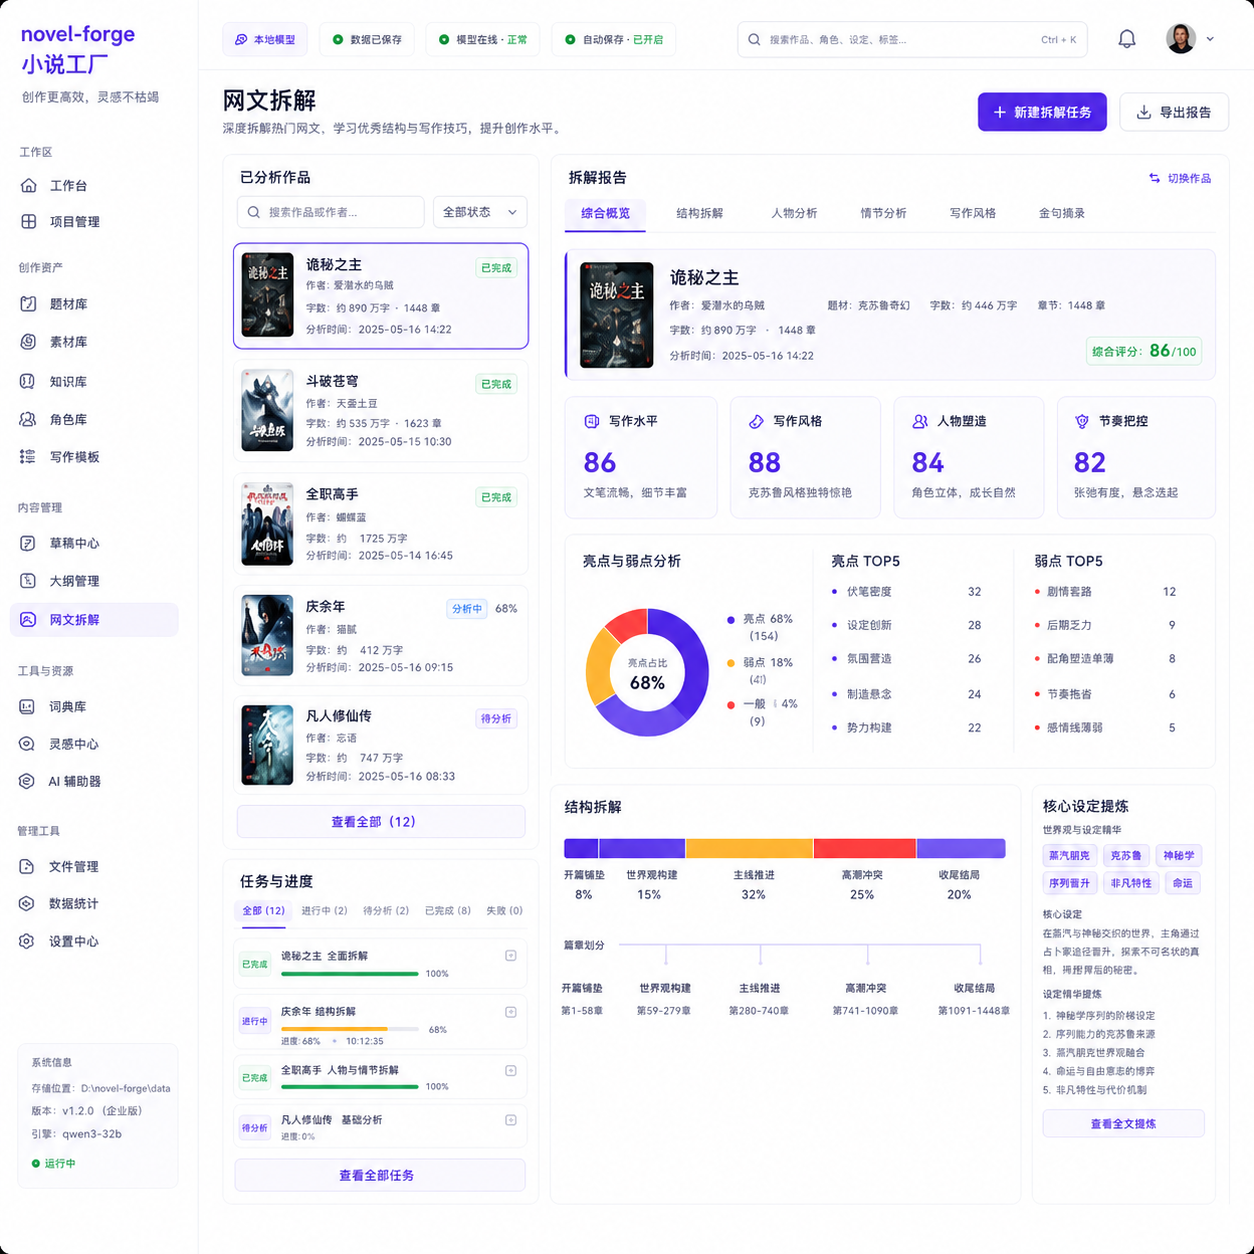 novel-forge
小说工厂
创作更高效，灵感不枯竭
工作区
工作台
项目管理
创作资产
题材库
素材库
知识库
角色库
写作模板
内容管理
草稿中心
大纲管理
网文拆解
工具与资源
词典库
灵感中心
AI 辅助器
管理工具
文件管理
数据统计
设置中心
系统信息
存储位置：D:\novel-forge\data
版本：v1.2.0 （企业版）
引擎：qwen3-32b
运行中
本地模型
数据已保存
模型在线 · 正常
自动保存 · 已开启
搜索作品、角色、设定、标签...
Ctrl + K
网文拆解
深度拆解热门网文，学习优秀结构与写作技巧，提升创作水平。
新建拆解任务
导出报告
已分析作品
搜索作品或作者...
全部状态
诡秘之主
诡秘之主
已完成
作者：爱潜水的乌贼
字数：约 890 万字 · 1448 章
分析时间：2025-05-16 14:22
斗破苍穹
已完成
作者：天蚕土豆
字数：约 535 万字 · 1623 章
分析时间：2025-05-15 10:30
全职高手
已完成
作者：蝴蝶蓝
字数：约 1725 万字
分析时间：2025-05-14 16:45
庆余年
分析中 68%
作者：猫腻
字数：约 412 万字
分析时间：2025-05-16 09:15
凡人修仙传
待分析
作者：忘语
字数：约 747 万字
分析时间：2025-05-16 08:33
查看全部（12）
任务与进度
全部 (12)
进行中 (2)
待分析 (2)
已完成 (8)
失败 (0)
已完成
诡秘之主 全面拆解
100%
进行中
庆余年 结构拆解
68%
进度:68% • 10:12:35
已完成
全职高手 人物与情节拆解
100%
待分析
凡人修仙传 基础分析
进度:0%
查看全部任务
拆解报告
切换作品
综合概览
结构拆解
人物分析
情节分析
写作风格
金句摘录
诡秘之主
诡秘之主
作者：爱潜水的乌贼
题材：克苏鲁奇幻
字数：约 446 万字
章节：1448 章
字数：约 890 万字 · 1448 章
分析时间：2025-05-16 14:22
综合评分：86/100
写作水平
86
文笔流畅，细节丰富
写作风格
88
克苏鲁风格独特惊艳
人物塑造
84
角色立体，成长自然
节奏把控
82
张弛有度，悬念迭起
亮点与弱点分析
亮点占比
68%
亮点 68%
(154)
弱点 18%
一般 4%
(9)
亮点 TOP5
伏笔密度 32
设定创新 28
氛围营造 26
制造悬念 24
势力构建 22
弱点 TOP5
剧情套路 12
后期乏力 9
配角塑造单薄 8
节奏拖沓 6
感情线薄弱 5
结构拆解
开篇铺垫
8%
世界观构建
15%
主线推进
32%
高潮冲突
25%
收尾结局
20%
篇章划分
开篇铺垫
第1-58章
世界观构建
第59-279章
主线推进
第280-740章
高潮冲突
第741-1090章
收尾结局
第1091-1448章
核心设定提炼
世界观与设定精华
蒸汽朋克
克苏鲁
神秘学
序列晋升
非凡特性
命运
核心设定
在蒸汽与神秘交织的世界，主角通过
占卜家途径晋升，探索不可名状的真
相，背后的秘密。
设定精华提炼
1. 神秘学序列的阶梯设定
2. 序列能力的克苏鲁来源
3. 蒸汽朋克世界观融合
4. 命运与自由意志的博弈
5. 非凡特性与代价机制
查看全文提炼